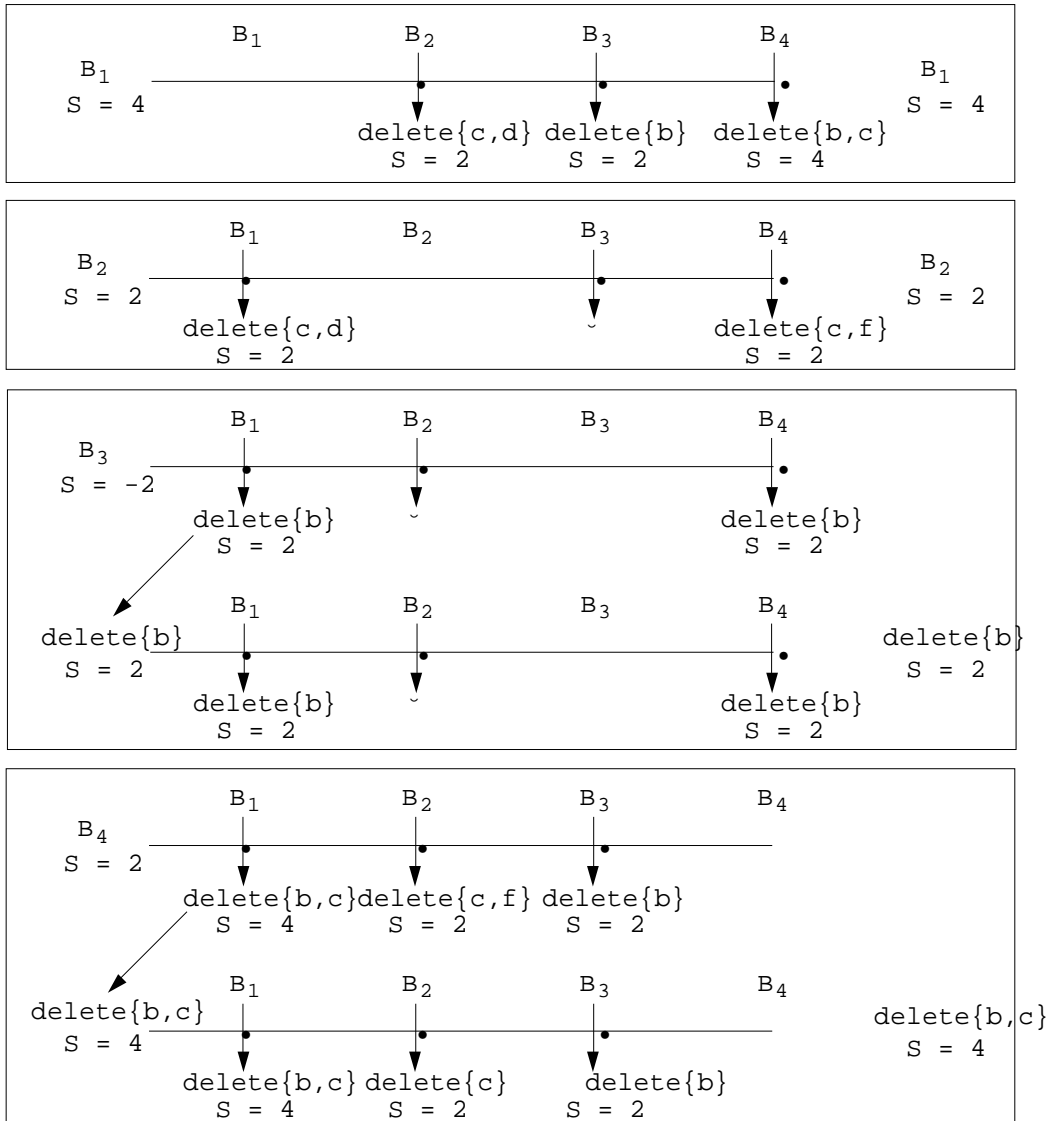 B₁ B₂ B₃ B₄
B₁ B₁
S = 4 S = 4
delete{c,d} delete{b} delete{b,c}
S = 2 S = 2 S = 4
B₁ B₂ B₃ B₄
B₂ B₂
S = 2 S = 2
delete{c,d} ˘ delete{c,f}
S = 2 S = 2
B₁ B₂ B₃ B₄
B₃
S = -2
delete{b} ˘ delete{b}
S = 2 S = 2
B₁ B₂ B₃ B₄
delete{b} delete{b}
S = 2 S = 2
delete{b} ˘ delete{b}
S = 2 S = 2
B₁ B₂ B₃ B₄
B₄
S = 2
delete{b,c} delete{c,f} delete{b}
S = 4 S = 2 S = 2
B₁ B₂ B₃ B₄
delete{b,c} delete{b,c}
S = 4 S = 4
delete{b,c} delete{c} delete{b}
S = 4 S = 2 S = 2